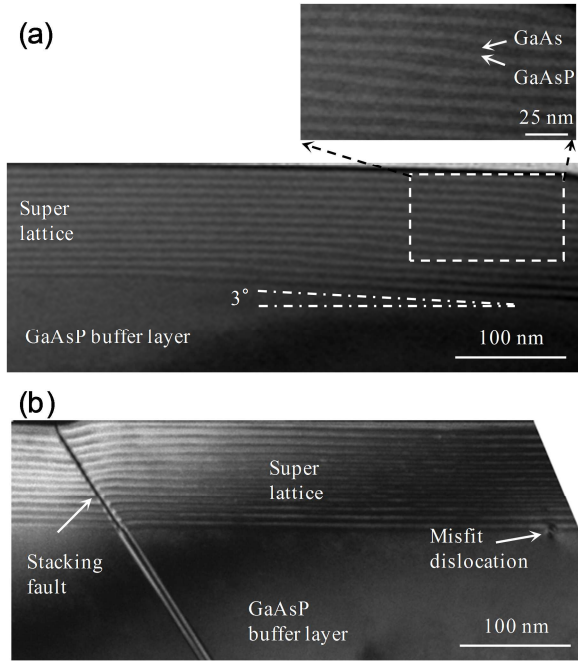 (a)
GaAs
GaAsP
25 nm
Super
lattice
3°
GaAsP buffer layer
100 nm
(b)
Super
lattice
Stacking
fault
Misfit
dislocation
GaAsP
buffer layer
100 nm